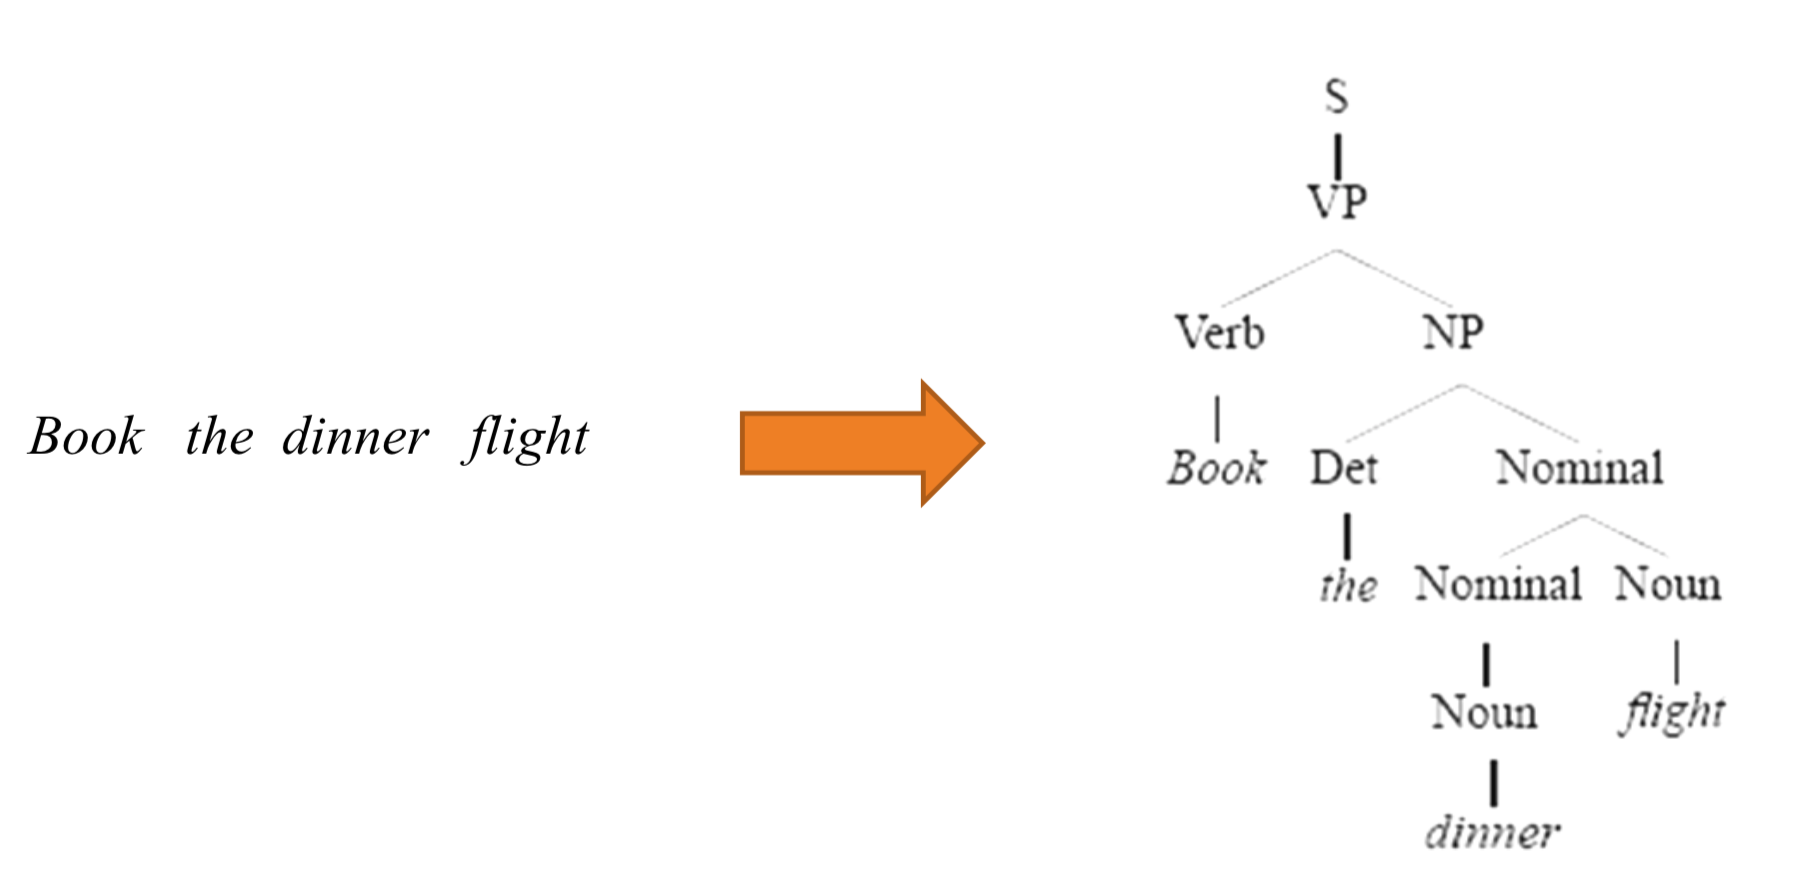 Book the dinner flight
S
VP
Verb NP
Book Det Nominal
the Nominal Noun
Noun flight
dinner